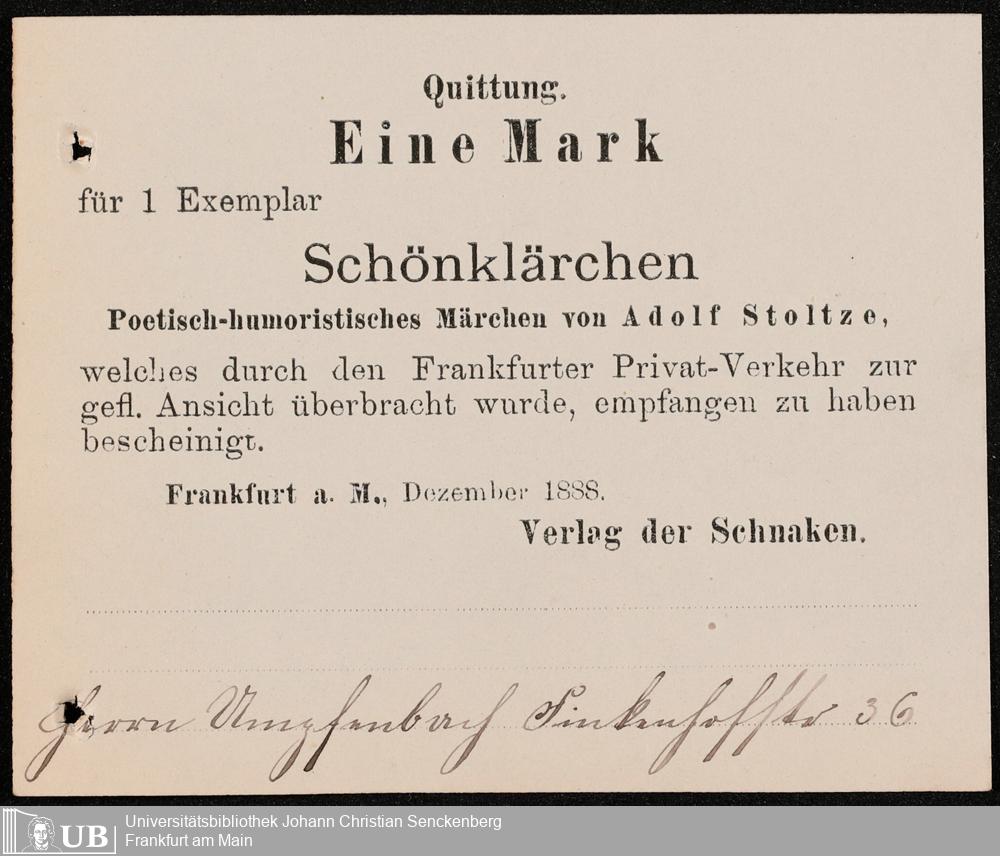 Quittung.
Eine Mark
für 1 Exemplar
Schönklärchen
Poetisch-humoristisches Märchen von Adolf Stoltze,
welches durch den Frankfurter Privat-Verkehr zur
gefl. Ansicht überbracht wurde, empfangen zu haben
bescheinigt.
Frankfurt a. M., Dezember 1888.
Verlag der Schnaken.
Herrn Umpfenbach Finkenhofstr 36
UB
Universitätsbibliothek Johann Christian Senckenberg
Frankfurt am Main